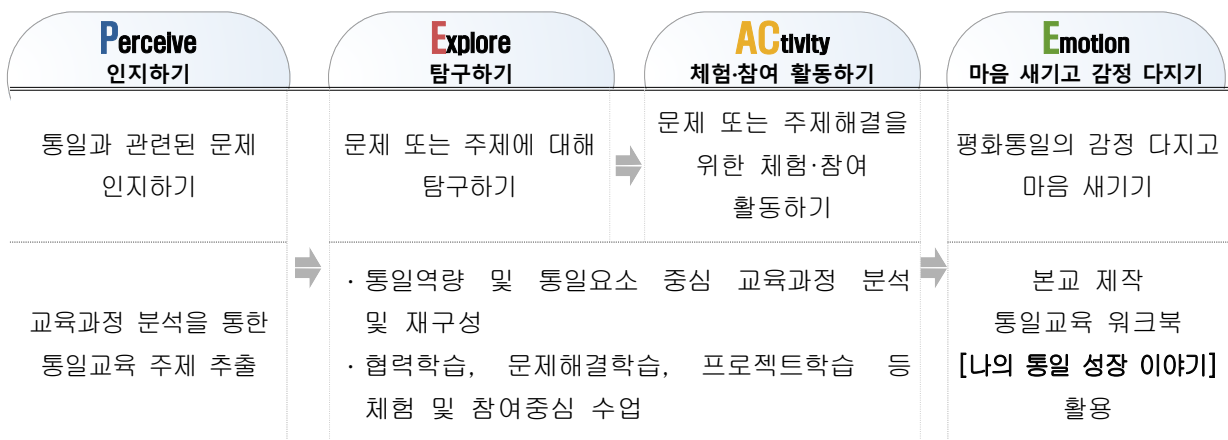 Perceive
인지하기
Explore
탐구하기
ACtivity
체험·참여 활동하기
Emotion
마음 새기고 감정 다지기
통일과 관련된 문제
인지하기
문제 또는 주제에 대해
탐구하기
문제 또는 주제해결을
위한 체험·참여
활동하기
평화통일의 감정 다지고
마음 새기기
교육과정 분석을 통한
통일교육 주제 추출
· 통일역량 및 통일요소 중심 교육과정 분석
및 재구성
· 협력학습, 문제해결학습, 프로젝트학습 등
체험 및 참여중심 수업
본교 제작
통일교육 워크북
[나의 통일 성장 이야기]
활용